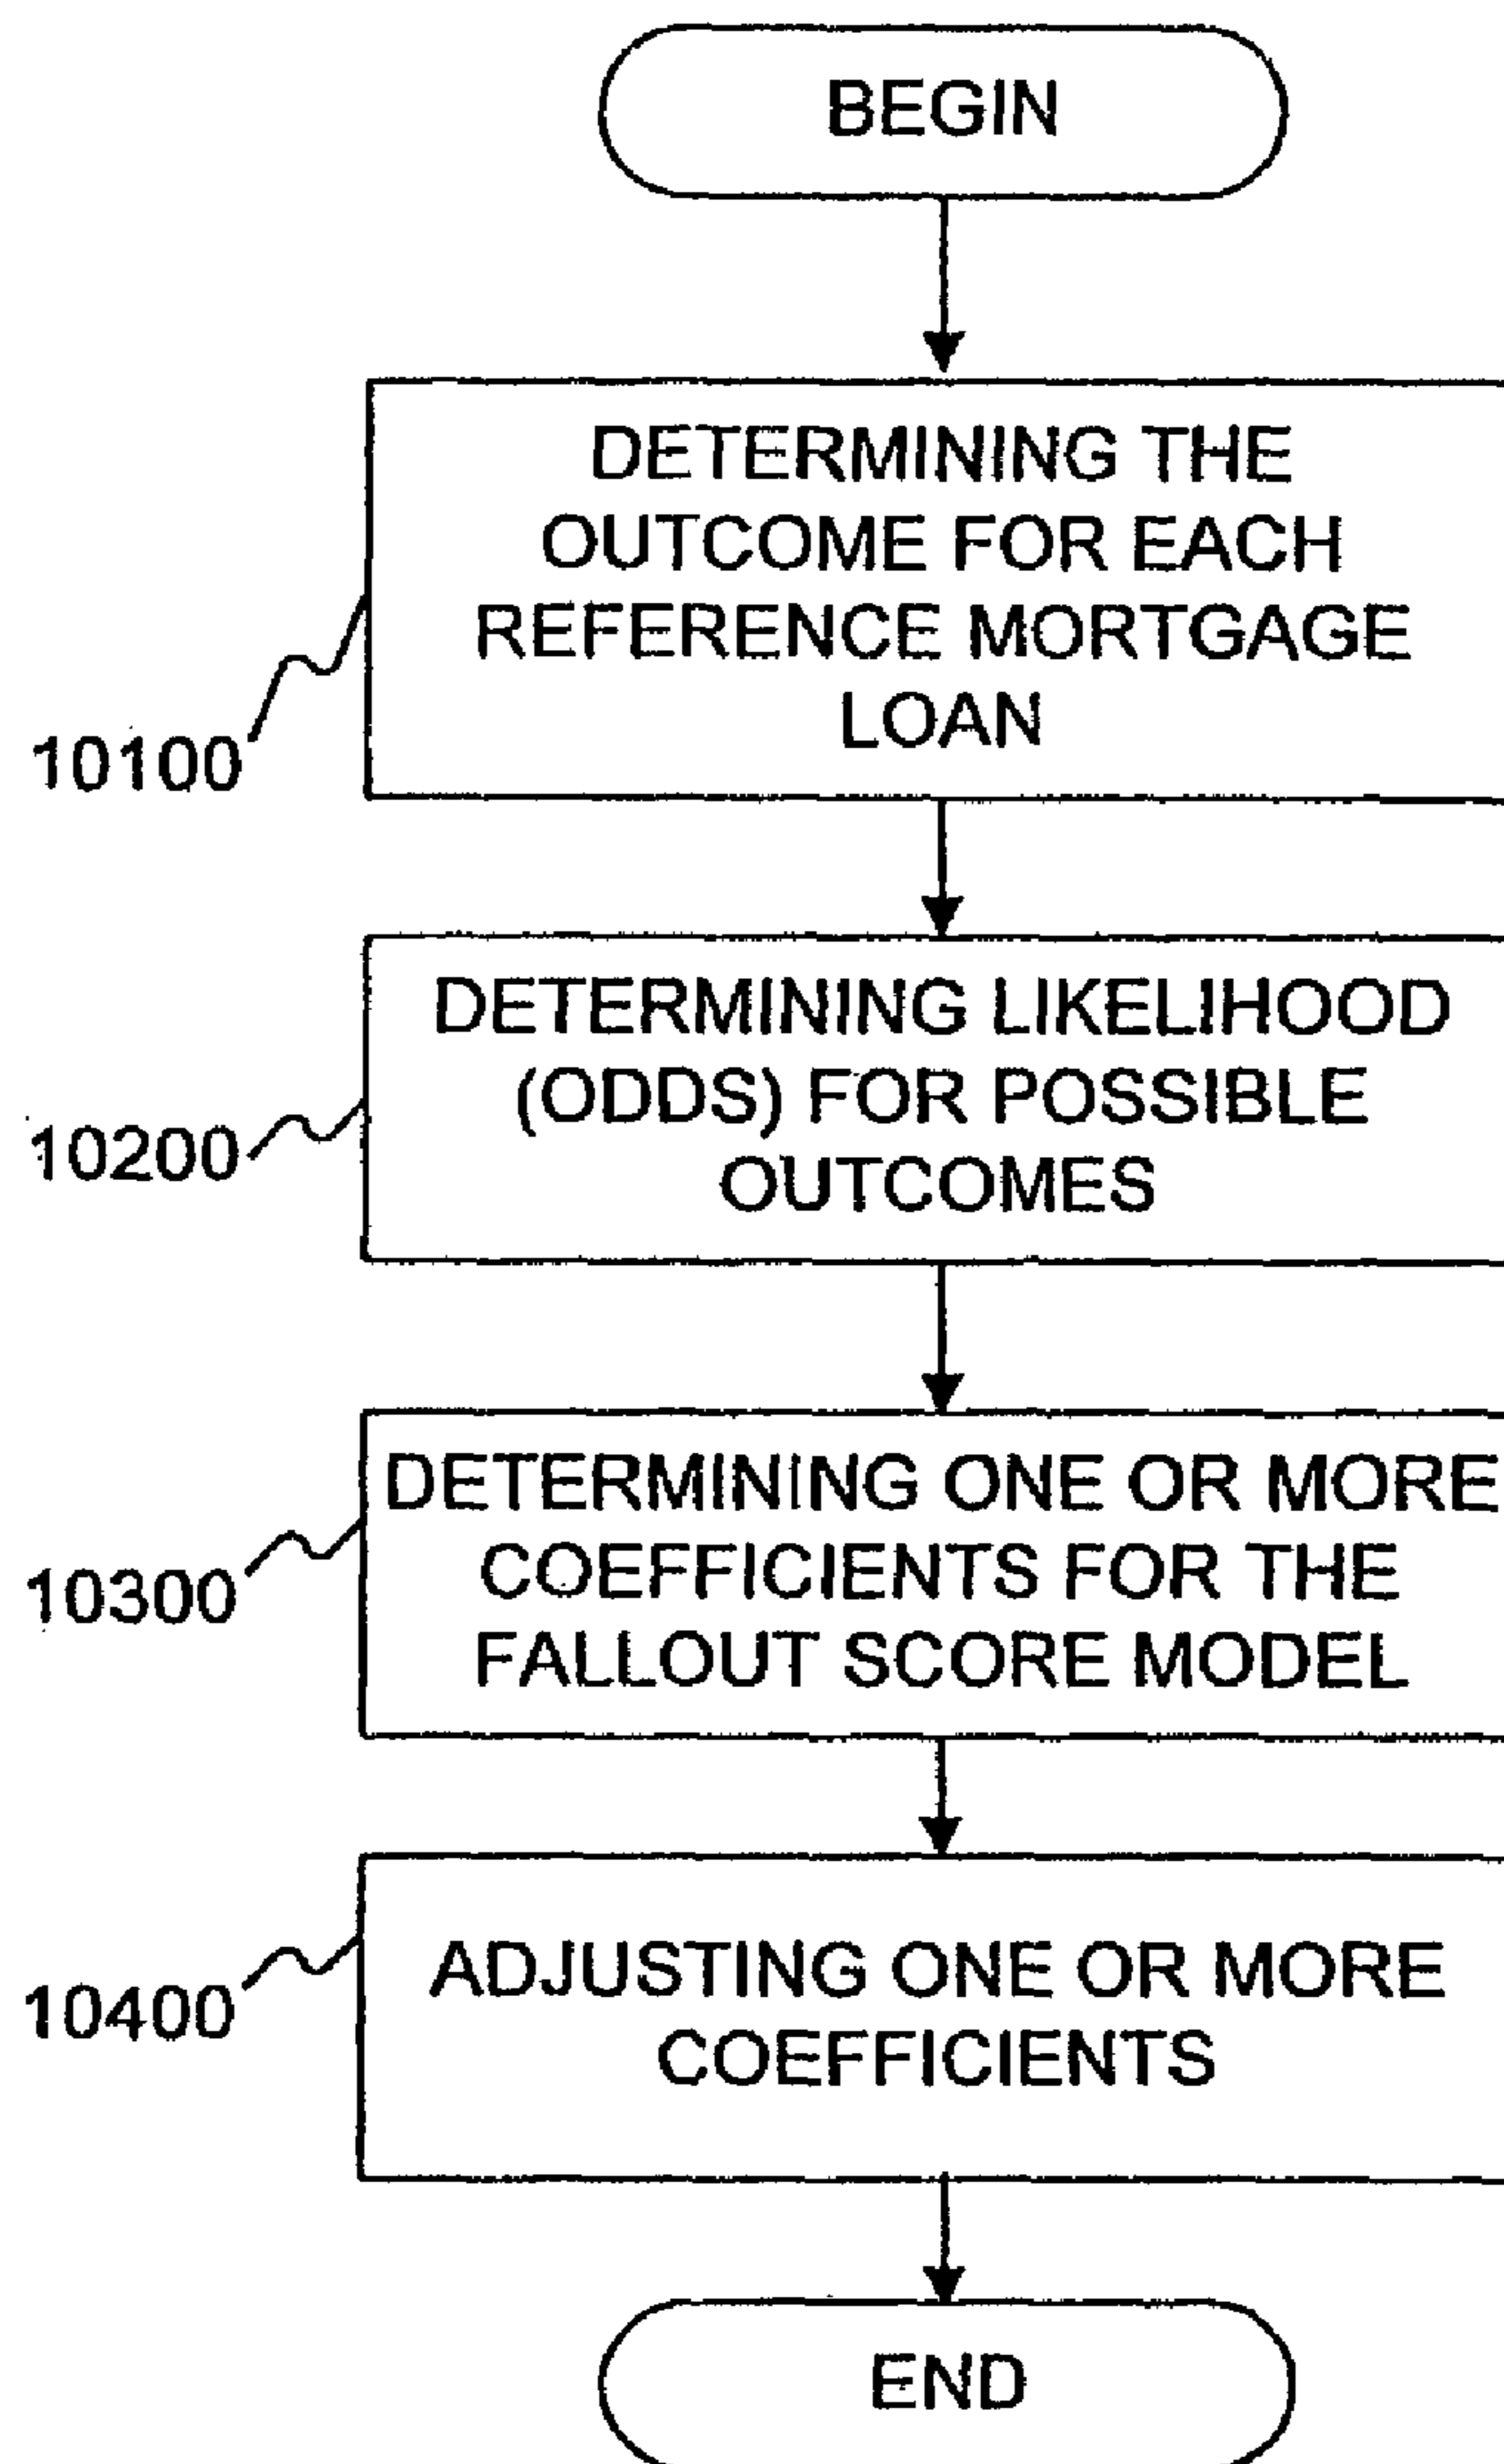 BEGIN
DETERMINING THE
OUTCOME FOR EACH
REFERENCE MORTGAGE
LOAN
10100
DETERMINING LIKELIHOOD
(ODDS) FOR POSSIBLE
OUTCOMES
10200
DETERMINING ONE OR MORE
COEFFICIENTS FOR THE
FALLOUT SCORE MODEL
10300
ADJUSTING ONE OR MORE
COEFFICIENTS
10400
END